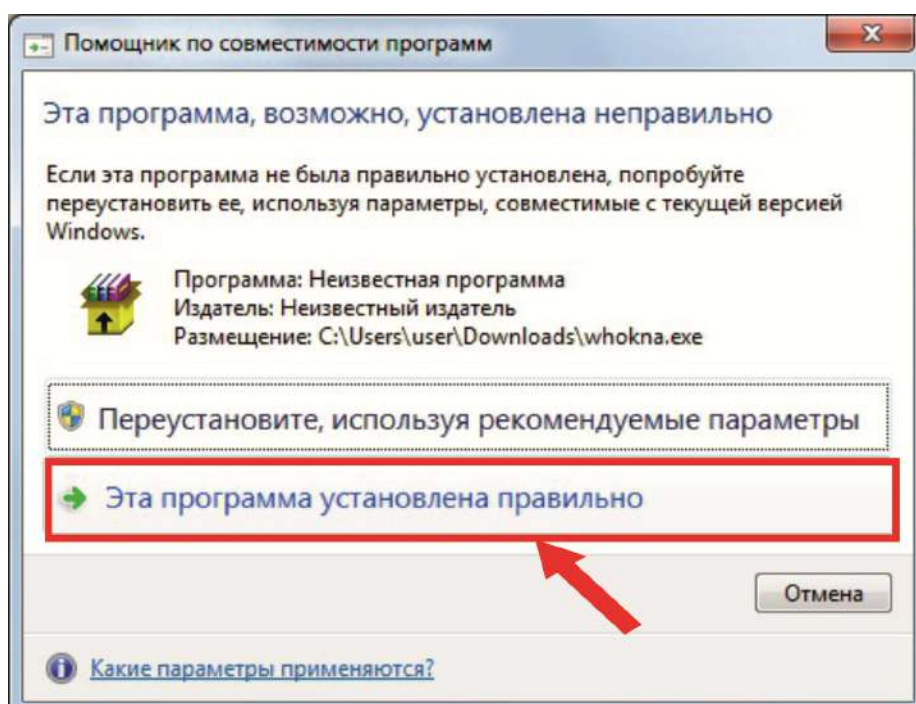 Помощник по совместимости программ
Эта программа, возможно, установлена неправильно
Если эта программа не была правильно установлена, попробуйте
переустановить ее, используя параметры, совместимые с текущей версией
Windows.
Программа: Неизвестная программа
Издатель: Неизвестный издатель
Размещение: C:\Users\user\Downloads\whokna.exe
Переустановите, используя рекомендуемые параметры
Эта программа установлена правильно
Отмена
Какие параметры применяются?